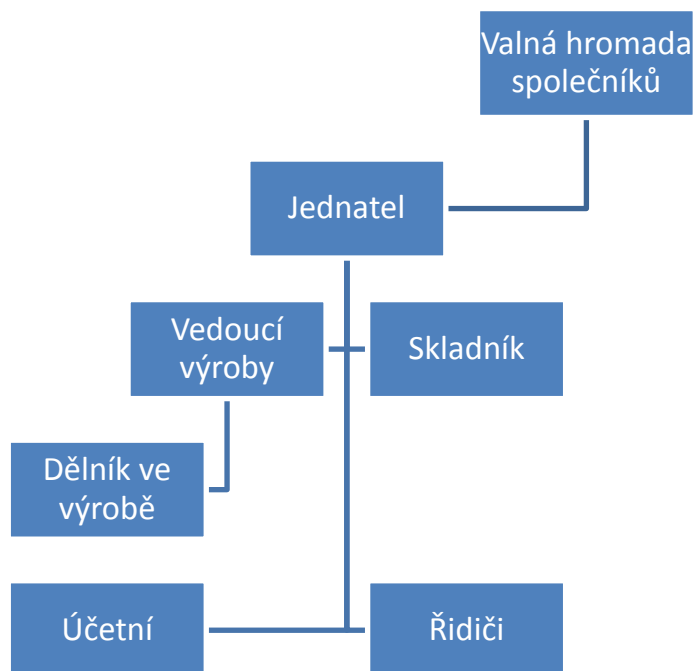 Valná hromada
společníků
Jednatel
Vedoucí
výroby
Skladník
Dělník ve
výrobě
Účetní
Řidiči